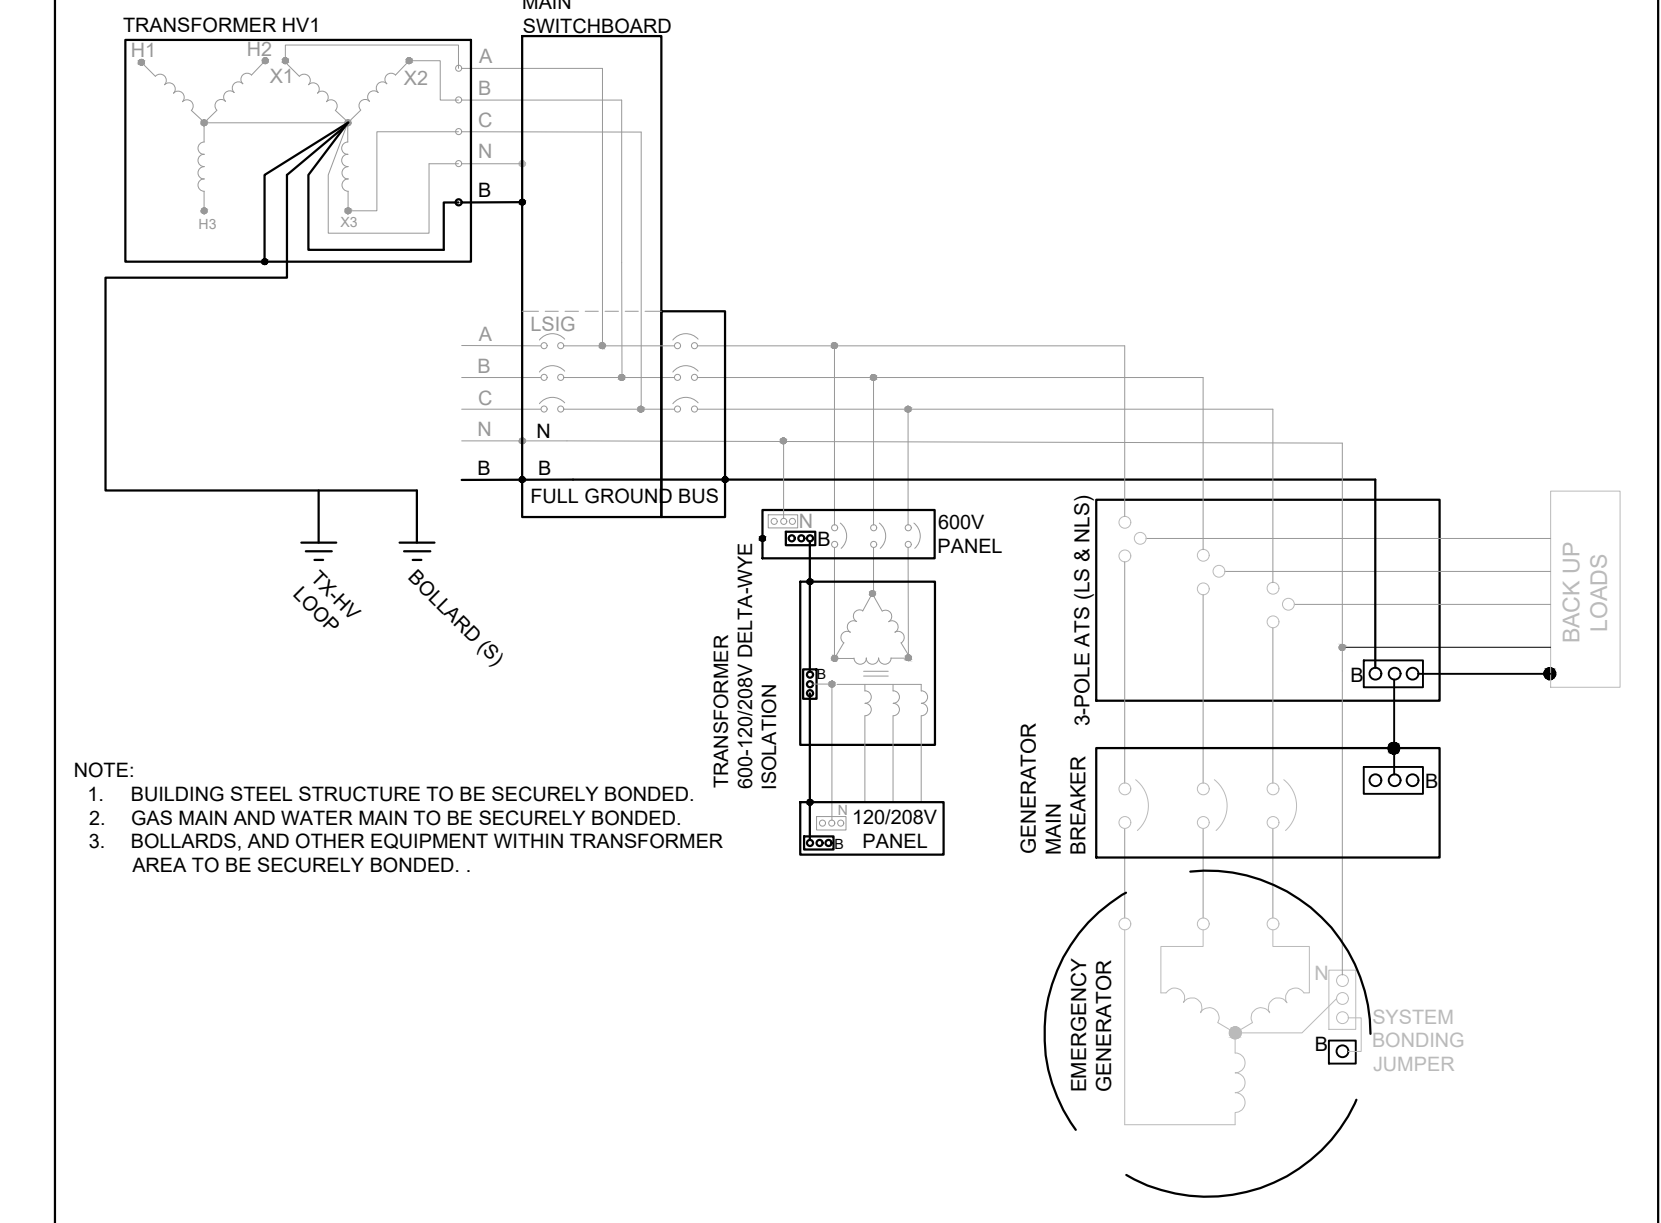 MAIN
SWITCHBOARD
TRANSFORMER HV1
H1
H2
X1
X2
H3
X3
A
B
C
N
B
LSIG
A
B
C
N
N
B
B
FULL GROUND BUS
TX-HV
LOOP
BOLLARD (S)
N
B
600V
PANEL
TRANSFORMER
600-120/208V DELTA-WYE
ISOLATION
B
N
B
120/208V
PANEL
3-POLE ATS (LS & NLS)
B
BACK UP
LOADS
GENERATOR
MAIN
BREAKER
B
EMERGENCY
GENERATOR
N
B
SYSTEM
BONDING
JUMPER
NOTE:
1. BUILDING STEEL STRUCTURE TO BE SECURELY BONDED.
2. GAS MAIN AND WATER MAIN TO BE SECURELY BONDED.
3. BOLLARDS, AND OTHER EQUIPMENT WITHIN TRANSFORMER
AREA TO BE SECURELY BONDED. .